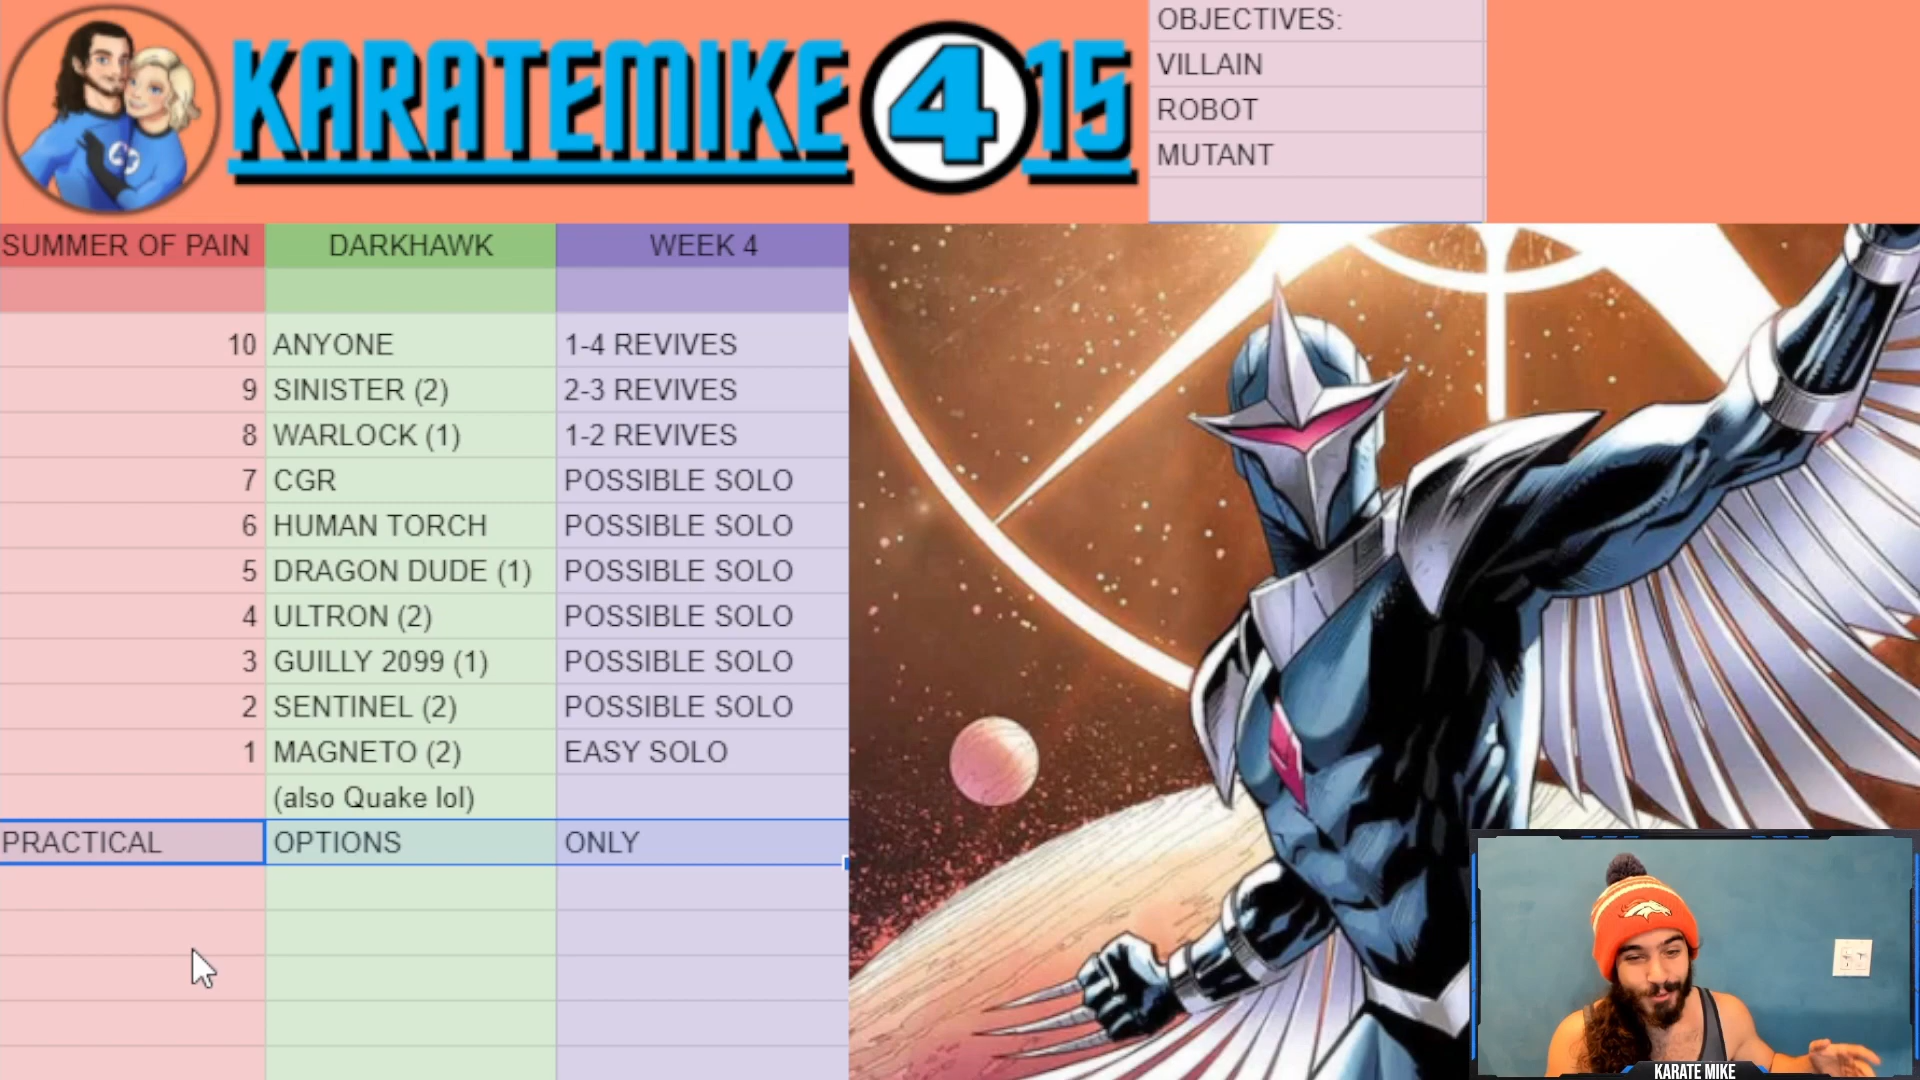 KARATEMIKE 415
OBJECTIVES:
VILLAIN
ROBOT
MUTANT
SUMMER OF PAIN DARKHAWK WEEK 4
10 ANYONE 1-4 REVIVES
9 SINISTER (2) 2-3 REVIVES
8 WARLOCK (1) 1-2 REVIVES
7 CGR POSSIBLE SOLO
6 HUMAN TORCH POSSIBLE SOLO
5 DRAGON DUDE (1) POSSIBLE SOLO
4 ULTRON (2) POSSIBLE SOLO
3 GUILLY 2099 (1) POSSIBLE SOLO
2 SENTINEL (2) POSSIBLE SOLO
1 MAGNETO (2) EASY SOLO
(also Quake lol)
PRACTICAL OPTIONS ONLY
KARATE MIKE